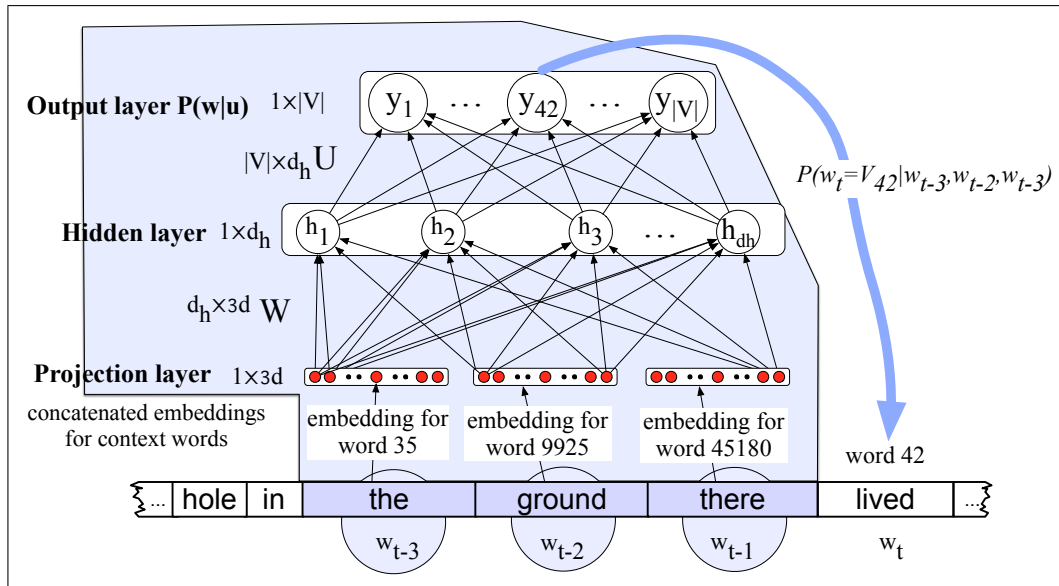 Output layer P(w|u) 1×|V|
y1 ... y42 ... y|V|
|V|×dh U
P(wt=V42|wt-3,wt-2,wt-3)
Hidden layer 1×dh
h1 h2 h3 ... hdh
dh×3d W
Projection layer 1×3d
concatenated embeddings
for context words
embedding for
word 35
embedding for
word 9925
embedding for
word 45180
word 42
... hole in the ground there lived ...
wt-3 wt-2 wt-1 wt